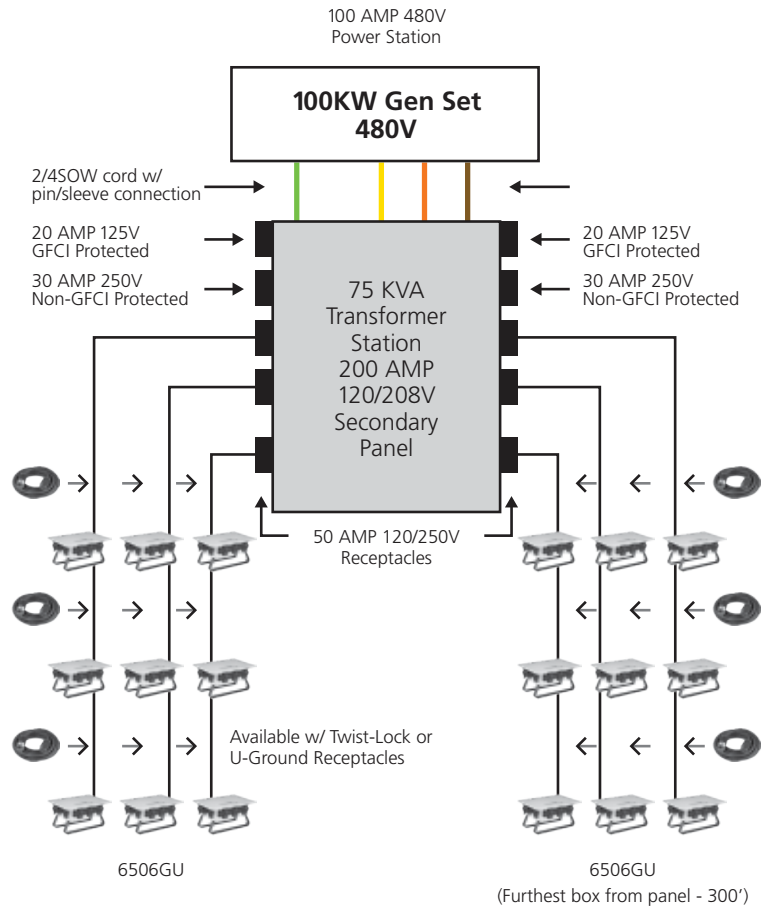 100 AMP 480V
Power Station
100KW Gen Set
480V
2/4SOW cord w/
pin/sleeve connection
20 AMP 125V
GFCI Protected
30 AMP 250V
Non-GFCI Protected
20 AMP 125V
GFCI Protected
30 AMP 250V
Non-GFCI Protected
75 KVA
Transformer
Station
200 AMP
120/208V
Secondary
Panel
50 AMP 120/250V
Receptacles
Available w/ Twist-Lock or
U-Ground Receptacles
6506GU
6506GU
(Furthest box from panel - 300’)